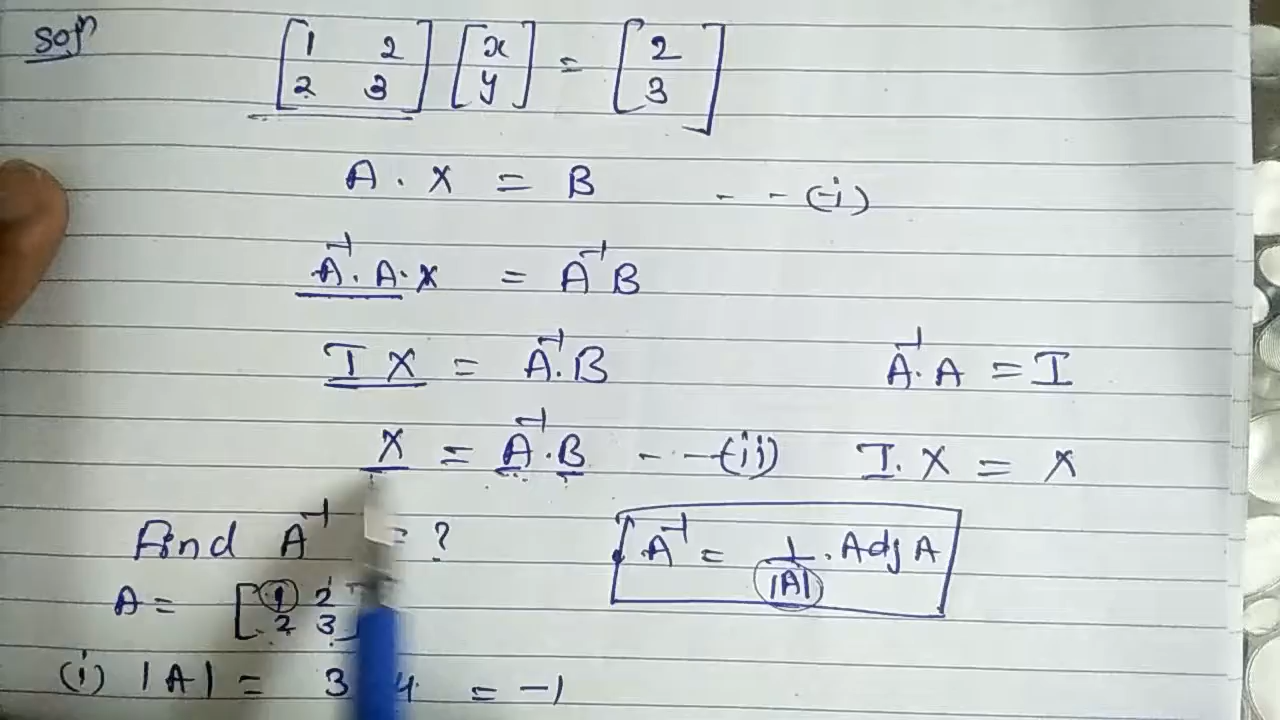 Soln [1 2 2 3] [x y] = [2 3]
A . X = B - - (i)
A⁻¹. A. X = A⁻¹ B
I X = A⁻¹. B A⁻¹. A = I
X = A⁻¹. B - - (ii) I. X = X
Find A⁻¹ = ? A⁻¹ = 1/|A| . Adj A
A = [1 2 2 3]
(i) |A| = 3 4 = -1